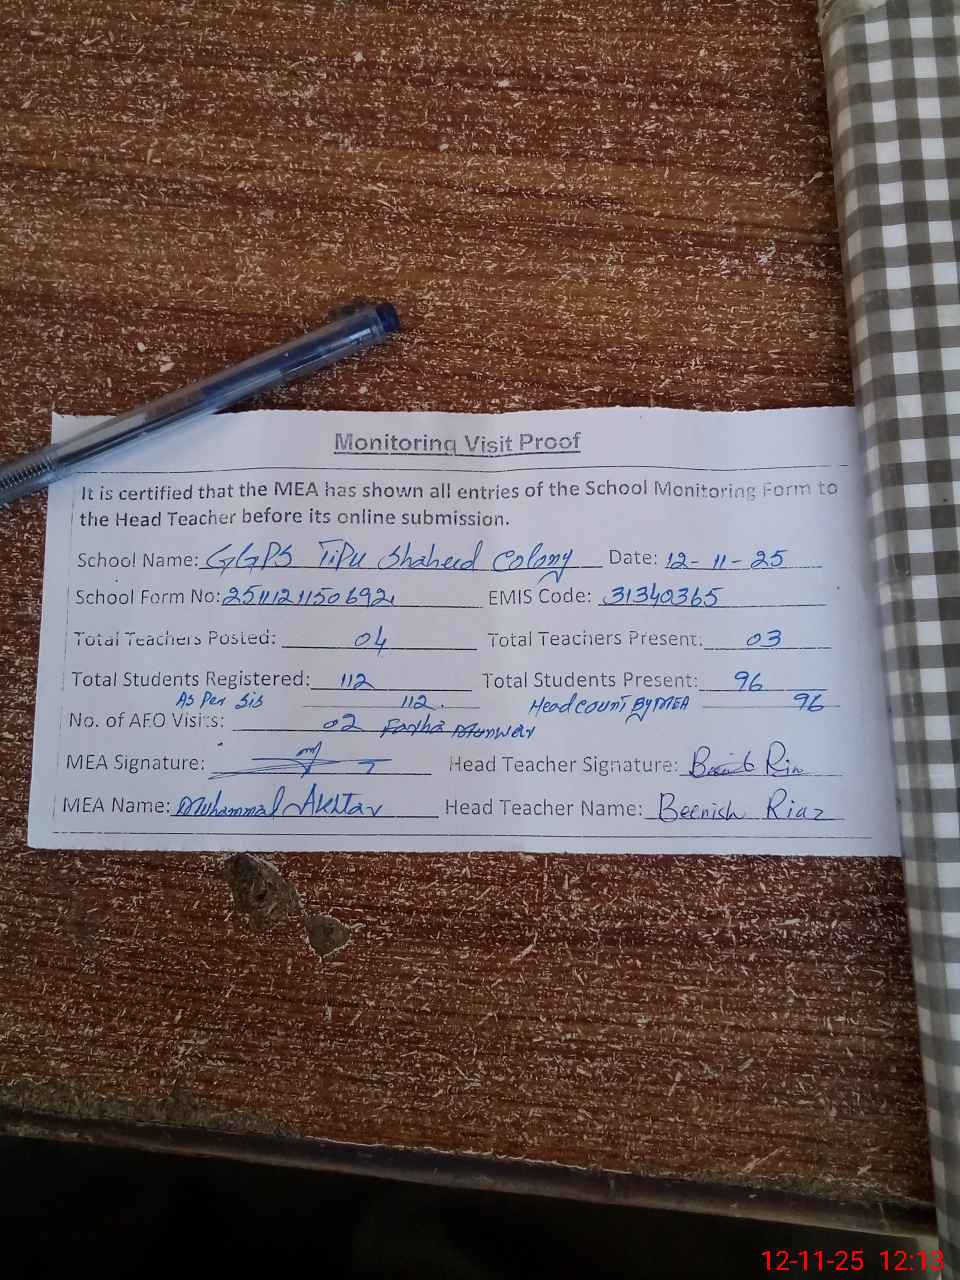 Monitoring Visit Proof
It is certified that the MEA has shown all entries of the School Monitoring Form to
the Head Teacher before its online submission.
School Name: GGPS Tipu Shaheed Colony Date: 12-11-25
School Form No: 2511121150692 EMIS Code: 31340365
Total Teachers Posted: 04 Total Teachers Present: 03
Total Students Registered: 112 Total Students Present: 96
As Per Sis 112. Headcount By MEA 96
No. of AEO Visits: 02 Munwar
MEA Signature: Head Teacher Signature:
MEA Name: Muhammad Akhtar Head Teacher Name: Beenish Riaz
12-11-25 12:13